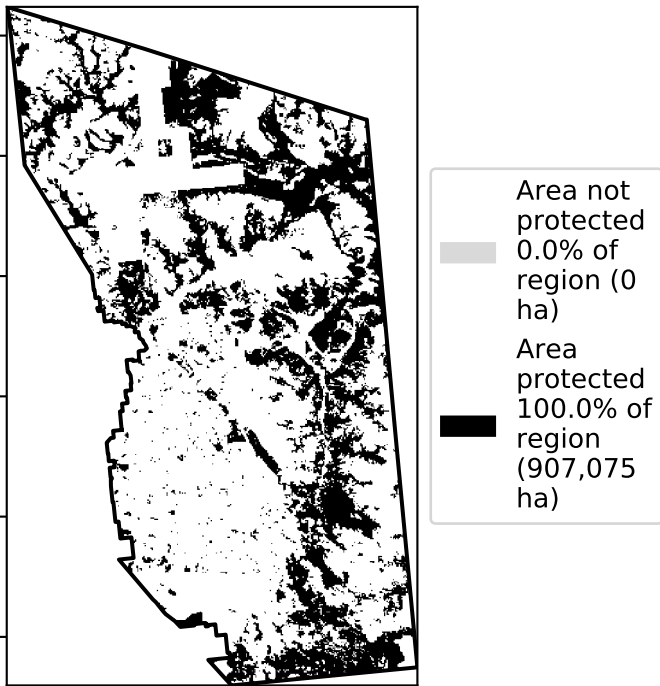 Area not
protected
0.0% of
region (0
ha)
Area
protected
100.0% of
region
(907,075
ha)